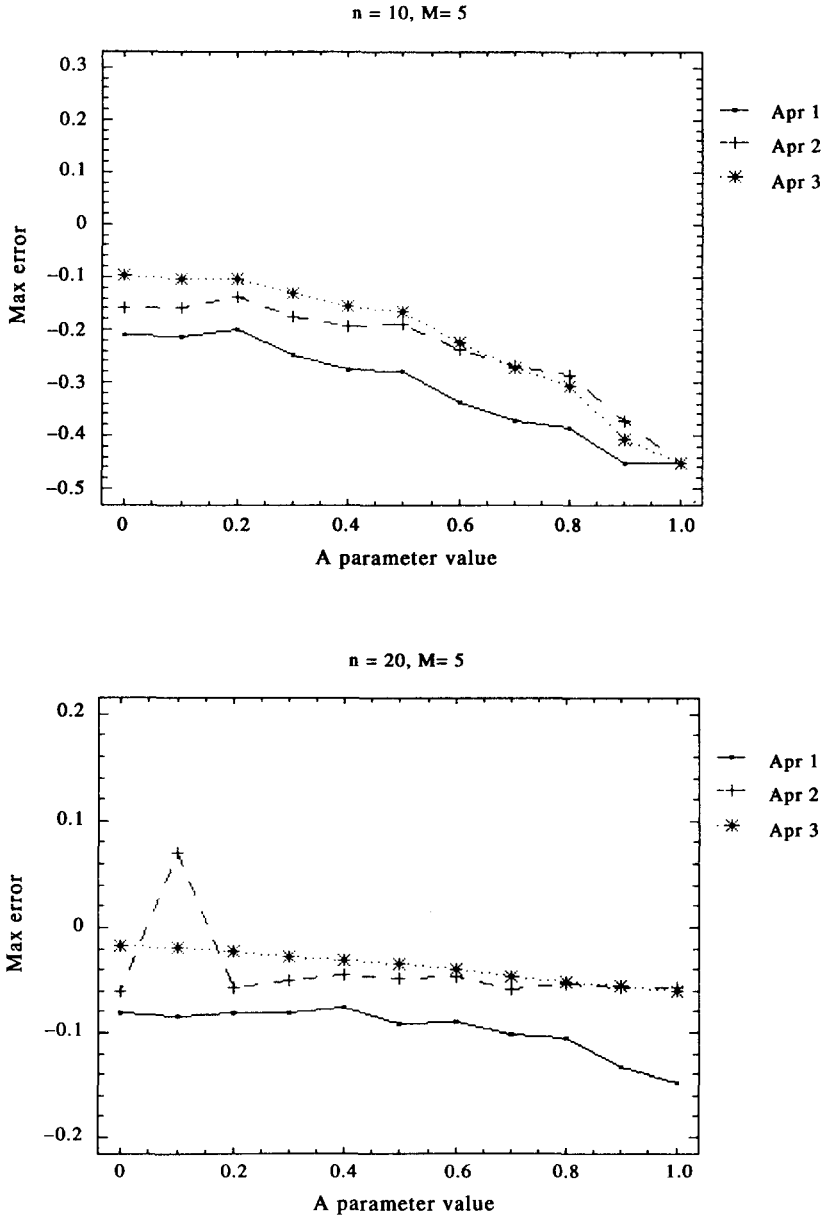 n = 10, M= 5
0.3
0.2
0.1
0
−0.1
−0.2
−0.3
−0.4
−0.5
Max error
0 0.2 0.4 0.6 0.8 1.0
A parameter value
Apr 1
Apr 2
Apr 3
n = 20, M= 5
0.2
0.1
0
−0.1
−0.2
Max error
0 0.2 0.4 0.6 0.8 1.0
A parameter value
Apr 1
Apr 2
Apr 3